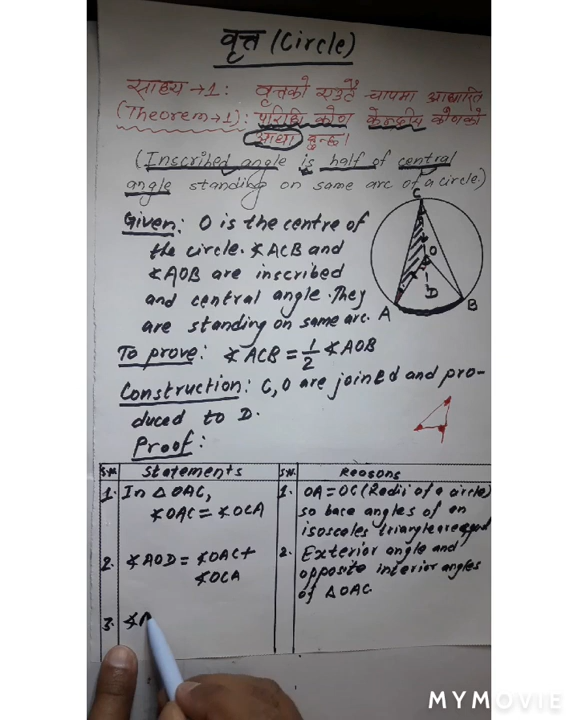 वृत्त (Circle)
साध्य →1: वृत्तको एउटै चापमा आधारित
(Theorem→1): परिधि कोण केन्द्रीय कोणको
आधा हुन्छ।
(Inscribed angle is half of central
angle standing on same arc of a circle.)
Given: O is the centre of
the circle. ∡ACB and
∡AOB are inscribed
and central angle. They
are standing on same arc.
C
O
D
A
B
To prove: ∡ACB = 1/2 ∡AOB
Construction: C, O are joined and pro-
duced to D.
Proof:
S.N. Statements S.N. Reasons
1. In △OAC, 1. OA = OC (Radii of a circle)
∡OAC = ∡OCA so base angles of an
isosceles triangle are equal
2. ∡AOD = ∡OAC + 2. Exterior angle and
∡OCA opposite interior angles
of △OAC.
3. ∡
MYMOVIE